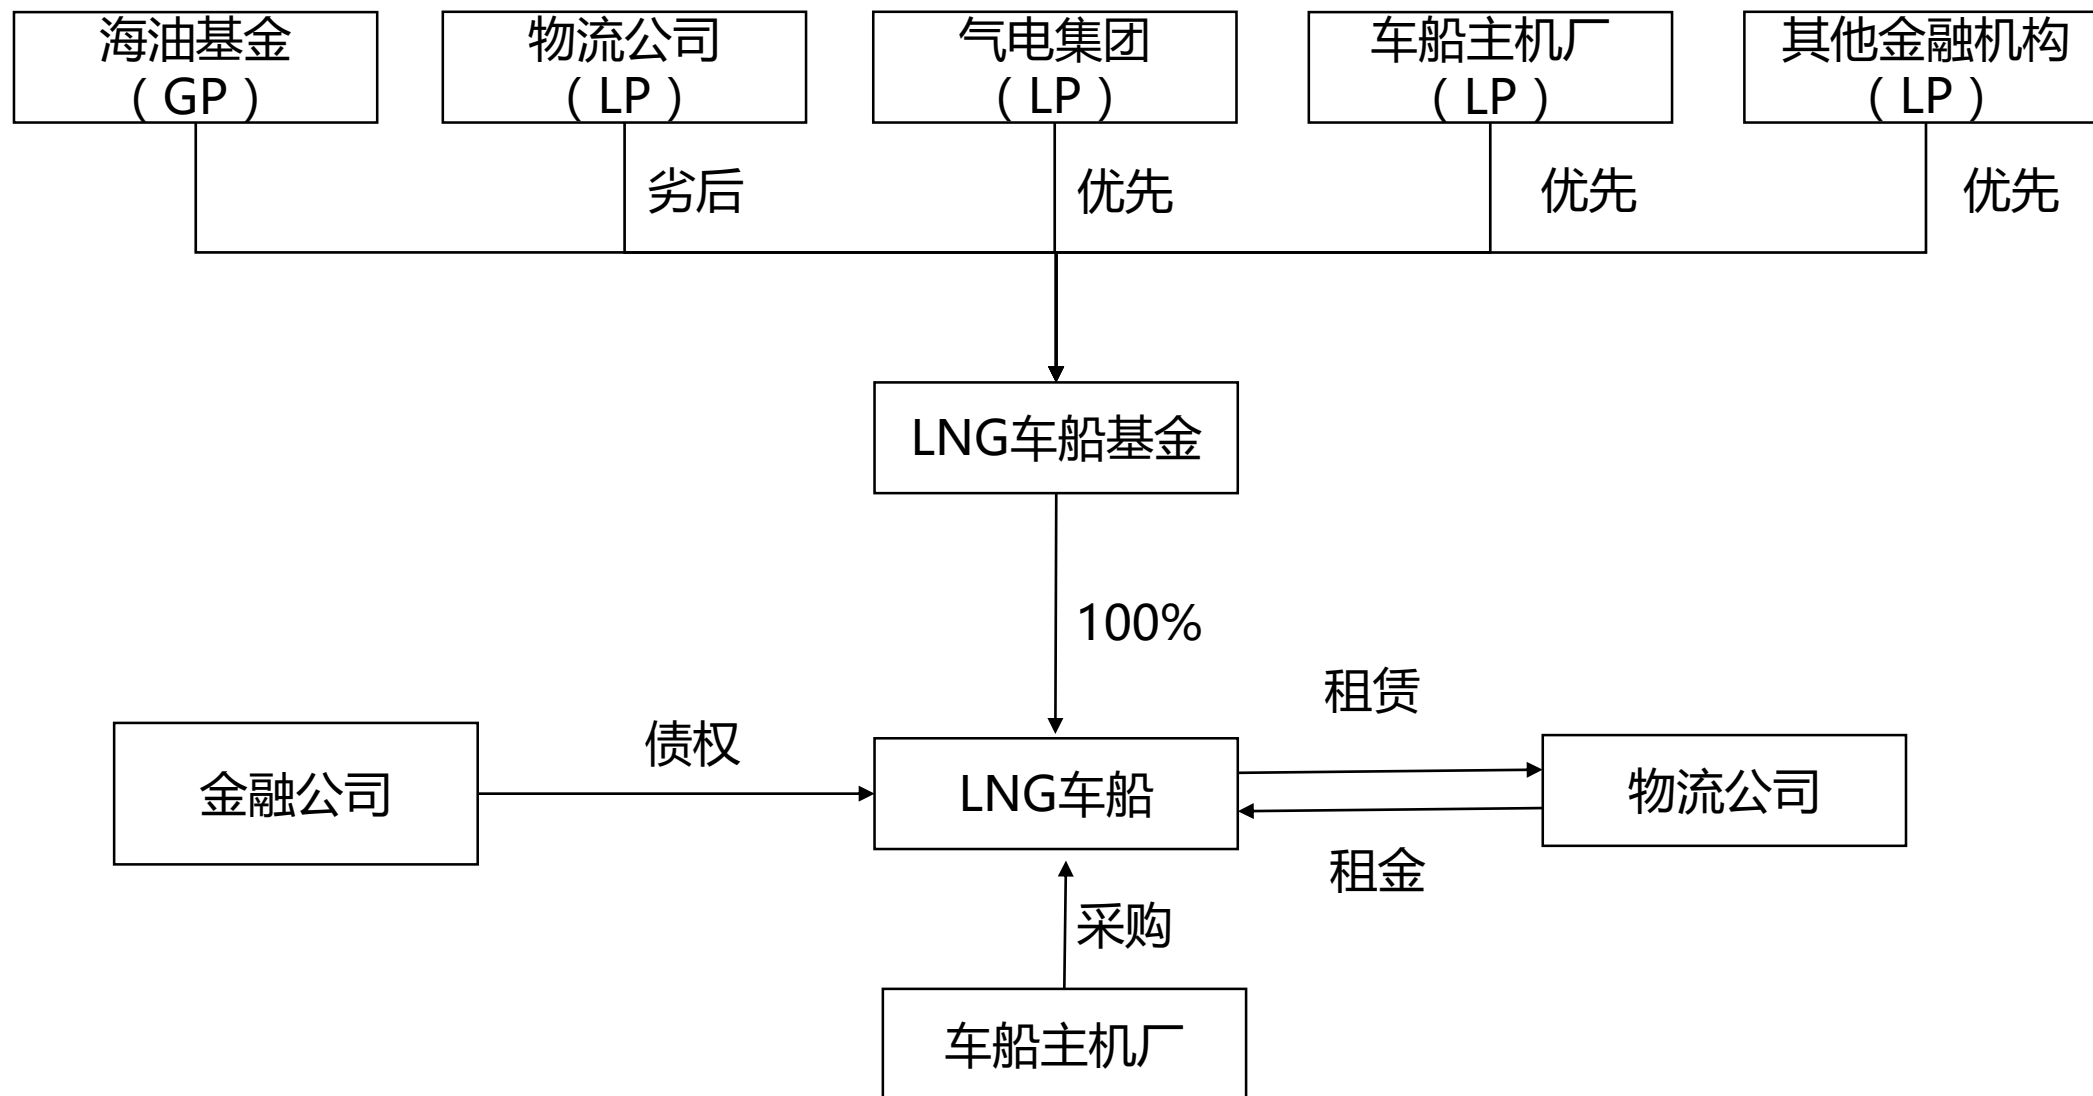 海油基金
（GP）
物流公司
（LP）
气电集团
（LP）
车船主机厂
（LP）
其他金融机构
（LP）
劣后
优先
优先
优先
LNG车船基金
100%
租赁
债权
金融公司
LNG车船
物流公司
租金
采购
车船主机厂